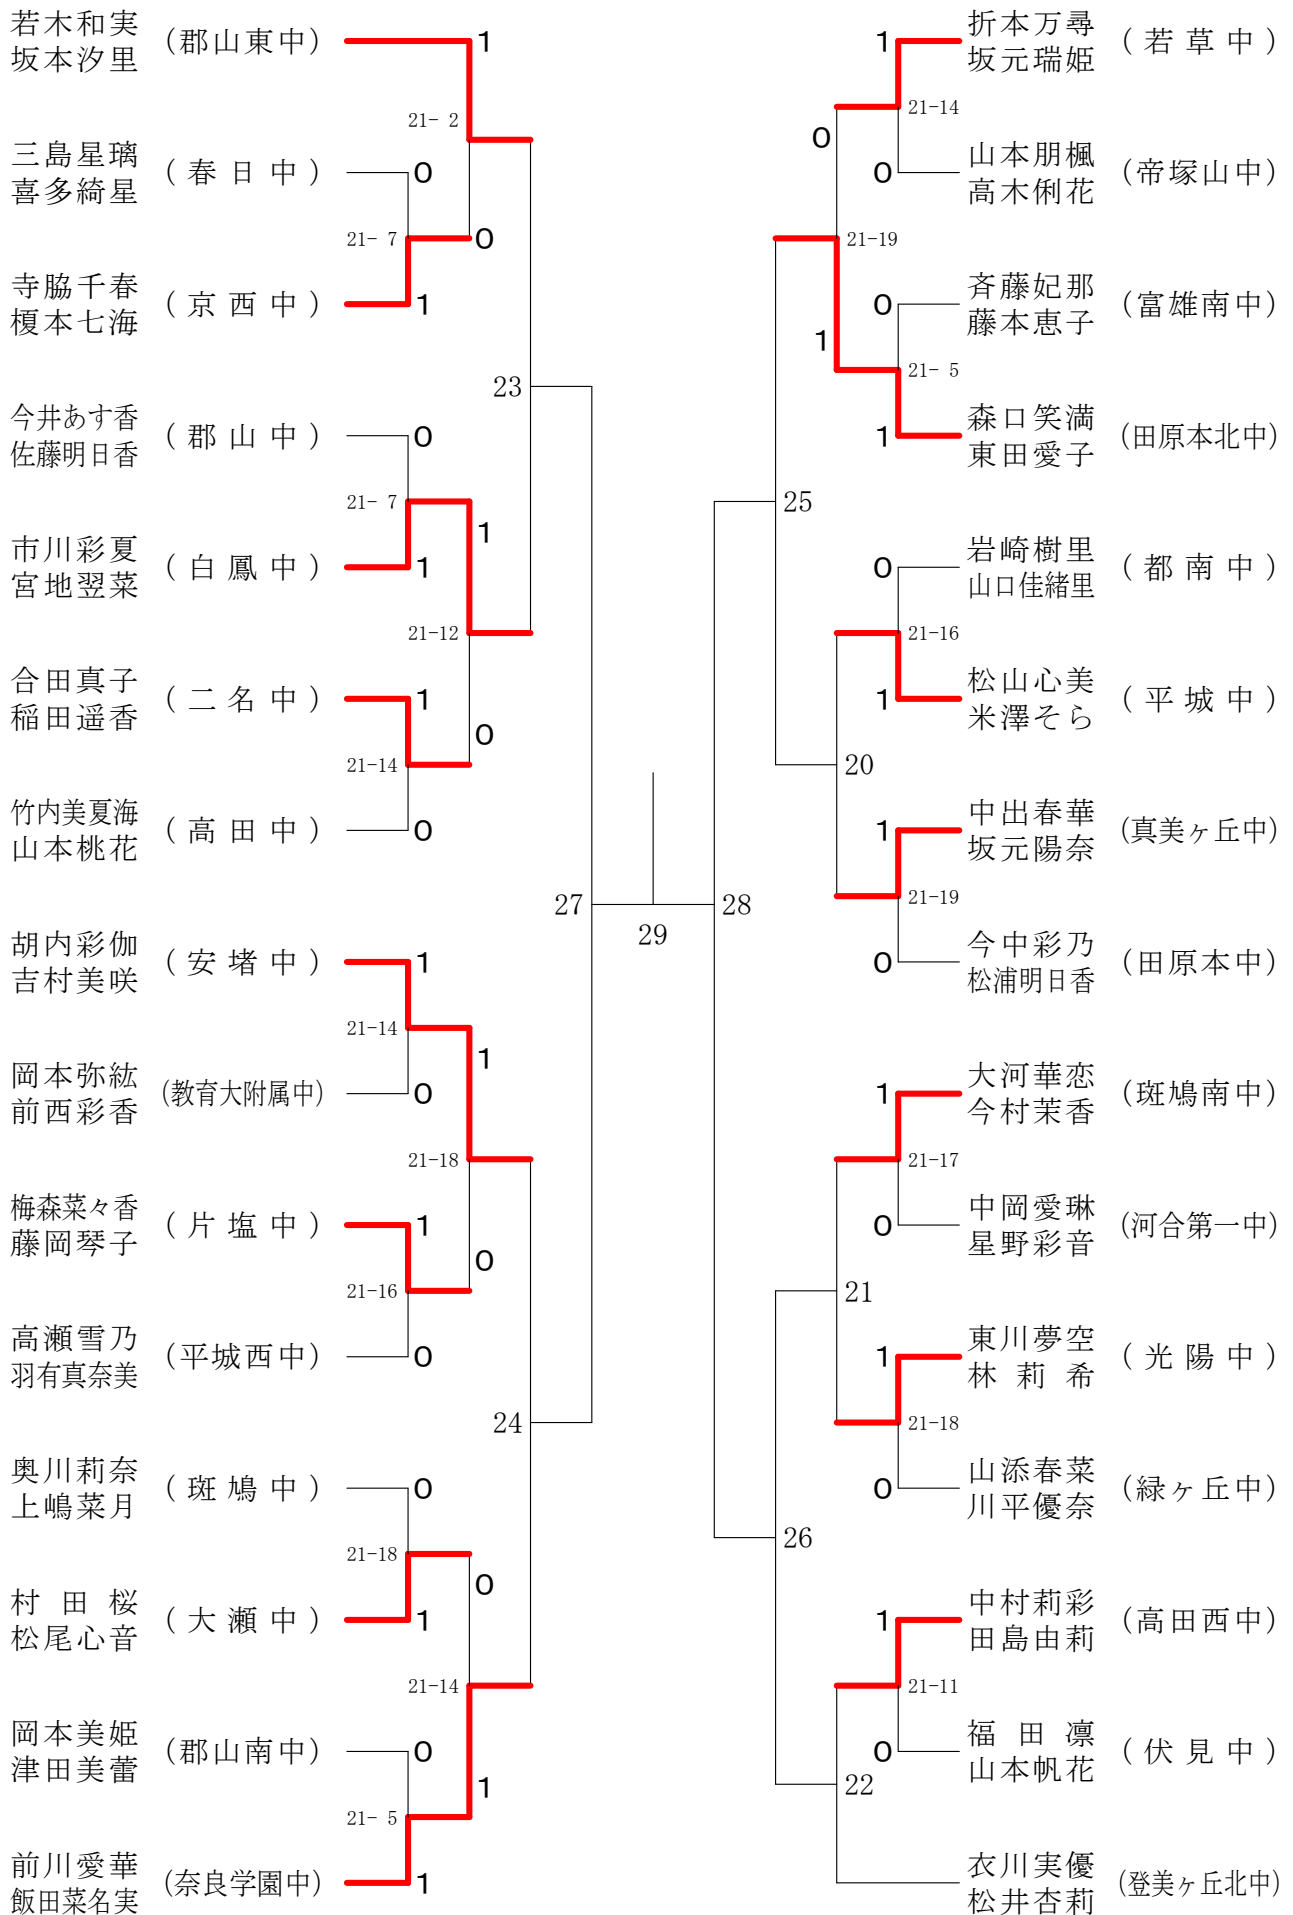 若木和実
坂本汐里
(郡山東中)
1
21- 2
三島星璃
喜多綺星
(春日中)
0
21- 7
0
寺脇千春
榎本七海
(京西中)
1
23
今井あす香
佐藤明日香
(郡山中)
0
21- 7
1
市川彩夏
宮地翌菜
(白鳳中)
1
21-12
合田真子
稲田遥香
(二名中)
1
0
21-14
竹内美夏海
山本桃花
(高田中)
0
27
胡内彩伽
吉村美咲
(安堵中)
1
21-14
1
岡本弥紘
前西彩香
(教育大附属中)
0
21-18
梅森菜々香
藤岡琴子
(片塩中)
1
0
21-16
高瀬雪乃
羽有真奈美
(平城西中)
0
24
奥川莉奈
上嶋菜月
(斑鳩中)
0
21-18
0
村田桜
松尾心音
(大瀬中)
1
21-14
岡本美姫
津田美蕾
(郡山南中)
0
1
21- 5
前川愛華
飯田菜名実
(奈良学園中)
1
29
1
折本万尋
坂元瑞姫
(若草中)
21-14
0
0
山本朋楓
高木俐花
(帝塚山中)
21-19
0
斉藤妃那
藤本恵子
(富雄南中)
1
21- 5
1
森口笑満
東田愛子
(田原本北中)
25
0
岩崎樹里
山口佳緒里
(都南中)
21-16
1
松山心美
米澤そら
(平城中)
20
1
中出春華
坂元陽奈
(真美ヶ丘中)
21-19
28
0
今中彩乃
松浦明日香
(田原本中)
1
大河華恋
今村茉香
(斑鳩南中)
21-17
0
中岡愛琳
星野彩音
(河合第一中)
21
1
東川夢空
林莉希
(光陽中)
21-18
0
山添春菜
川平優奈
(緑ヶ丘中)
26
1
中村莉彩
田島由莉
(高田西中)
21-11
0
福田凛
山本帆花
(伏見中)
22
衣川実優
松井杏莉
(登美ヶ丘北中)